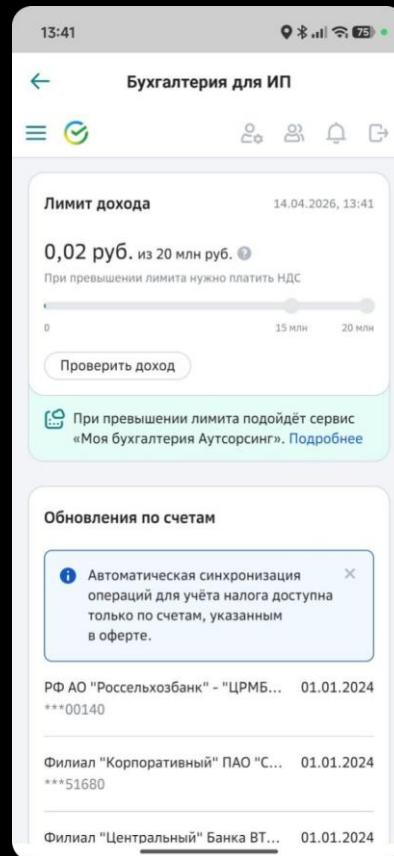 13:41
75
Бухгалтерия для ИП
Лимит дохода
14.04.2026, 13:41
0,02 руб. из 20 млн руб. ?
При превышении лимита нужно платить НДС
0
15 млн
20 млн
Проверить доход
При превышении лимита подойдёт сервис
«Моя бухгалтерия Аутсорсинг». Подробнее
Обновления по счетам
Автоматическая синхронизация
операций для учёта налога доступна
только по счетам, указанным
в оферте.
РФ АО "Россельхозбанк" - "ЦРМБ... 01.01.2024
***00140
Филиал "Корпоративный" ПАО "С... 01.01.2024
***51680
Филиал "Центральный" Банка ВТ... 01.01.2024